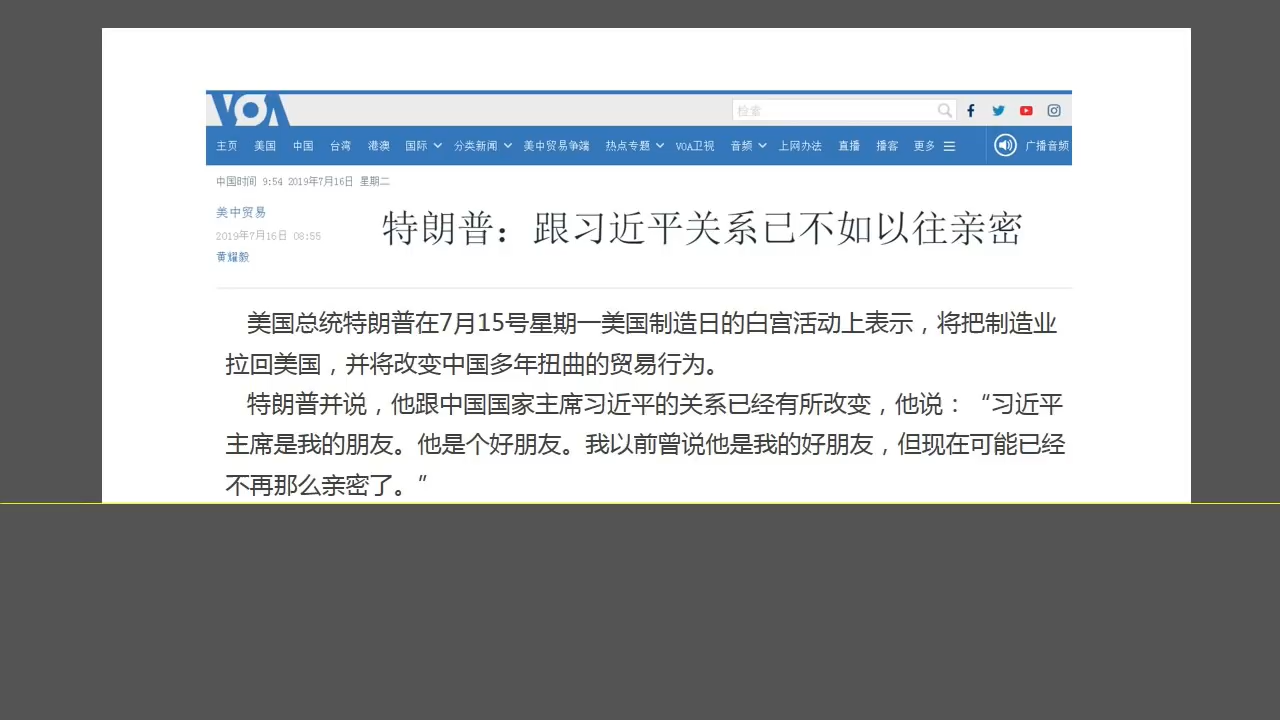 VOA
检索
主页 美国 中国 台湾 港澳 国际 分类新闻 美中贸易争端 热点专题 VOA卫视 音频 上网办法 直播 播客 更多 广播音频
中国时间 9:54 2019年7月16日 星期二
美中贸易
2019年7月16日 08:55
黄耀毅
特朗普：跟习近平关系已不如以往亲密
美国总统特朗普在7月15号星期一美国制造日的白宫活动上表示，将把制造业
拉回美国，并将改变中国多年扭曲的贸易行为。
特朗普并说，他跟中国国家主席习近平的关系已经有所改变，他说：“习近平
主席是我的朋友。他是个好朋友。我以前曾说他是我的好朋友，但现在可能已经
不再那么亲密了。”